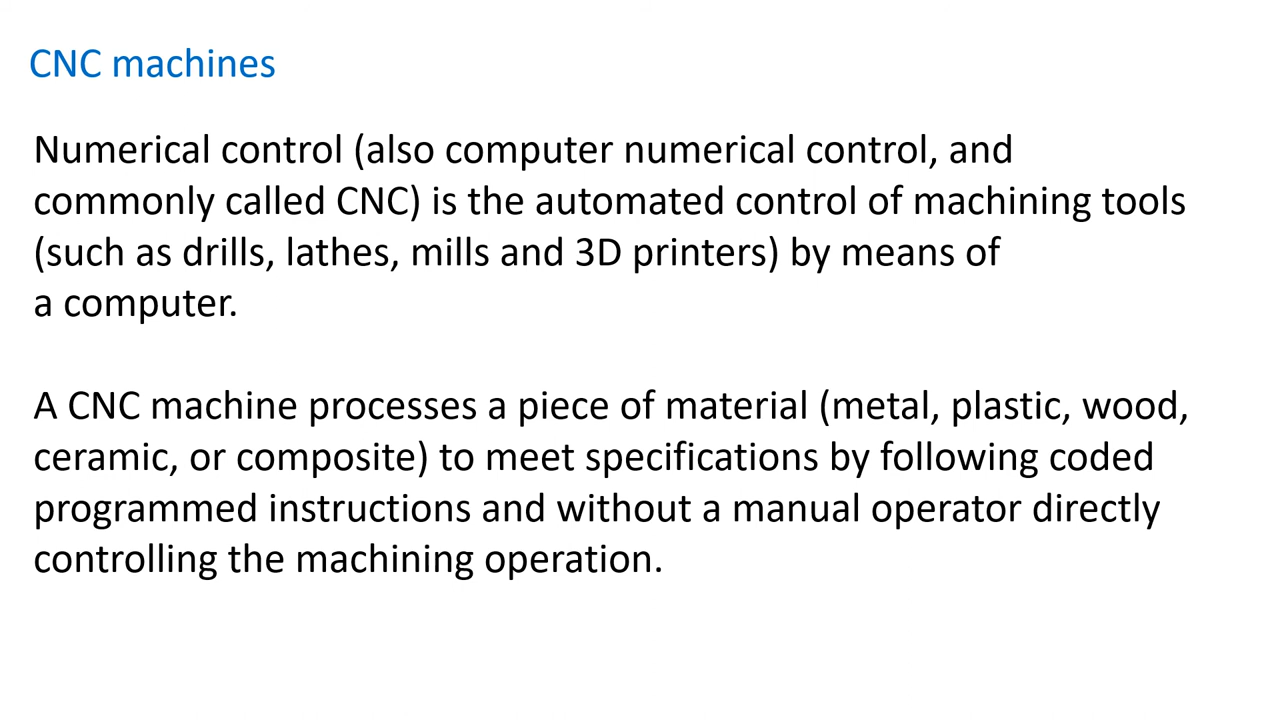 CNC machines
Numerical control (also computer numerical control, and
commonly called CNC) is the automated control of machining tools
(such as drills, lathes, mills and 3D printers) by means of
a computer.
A CNC machine processes a piece of material (metal, plastic, wood,
ceramic, or composite) to meet specifications by following coded
programmed instructions and without a manual operator directly
controlling the machining operation.